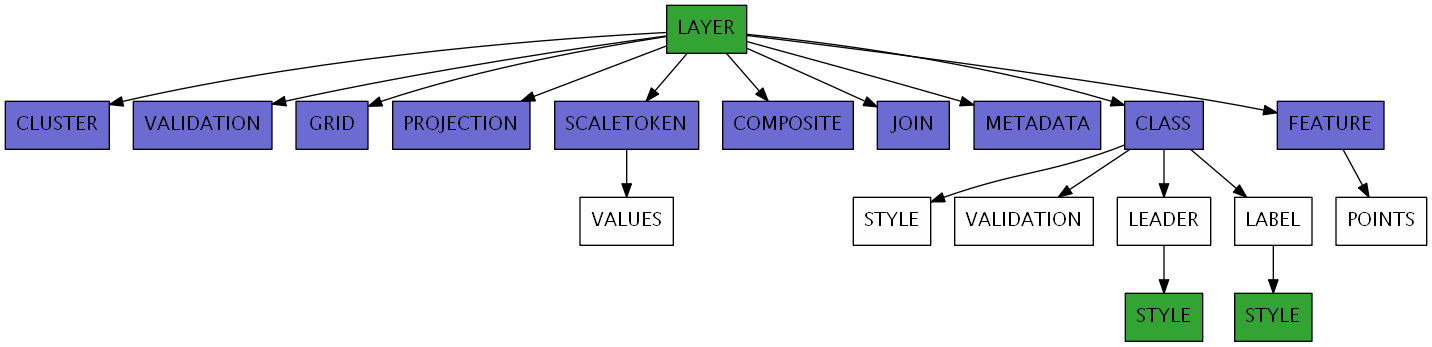 LAYER
CLUSTER
VALIDATION
GRID
PROJECTION
SCALETOKEN
COMPOSITE
JOIN
METADATA
CLASS
FEATURE
VALUES
STYLE
VALIDATION
LEADER
LABEL
POINTS
STYLE
STYLE